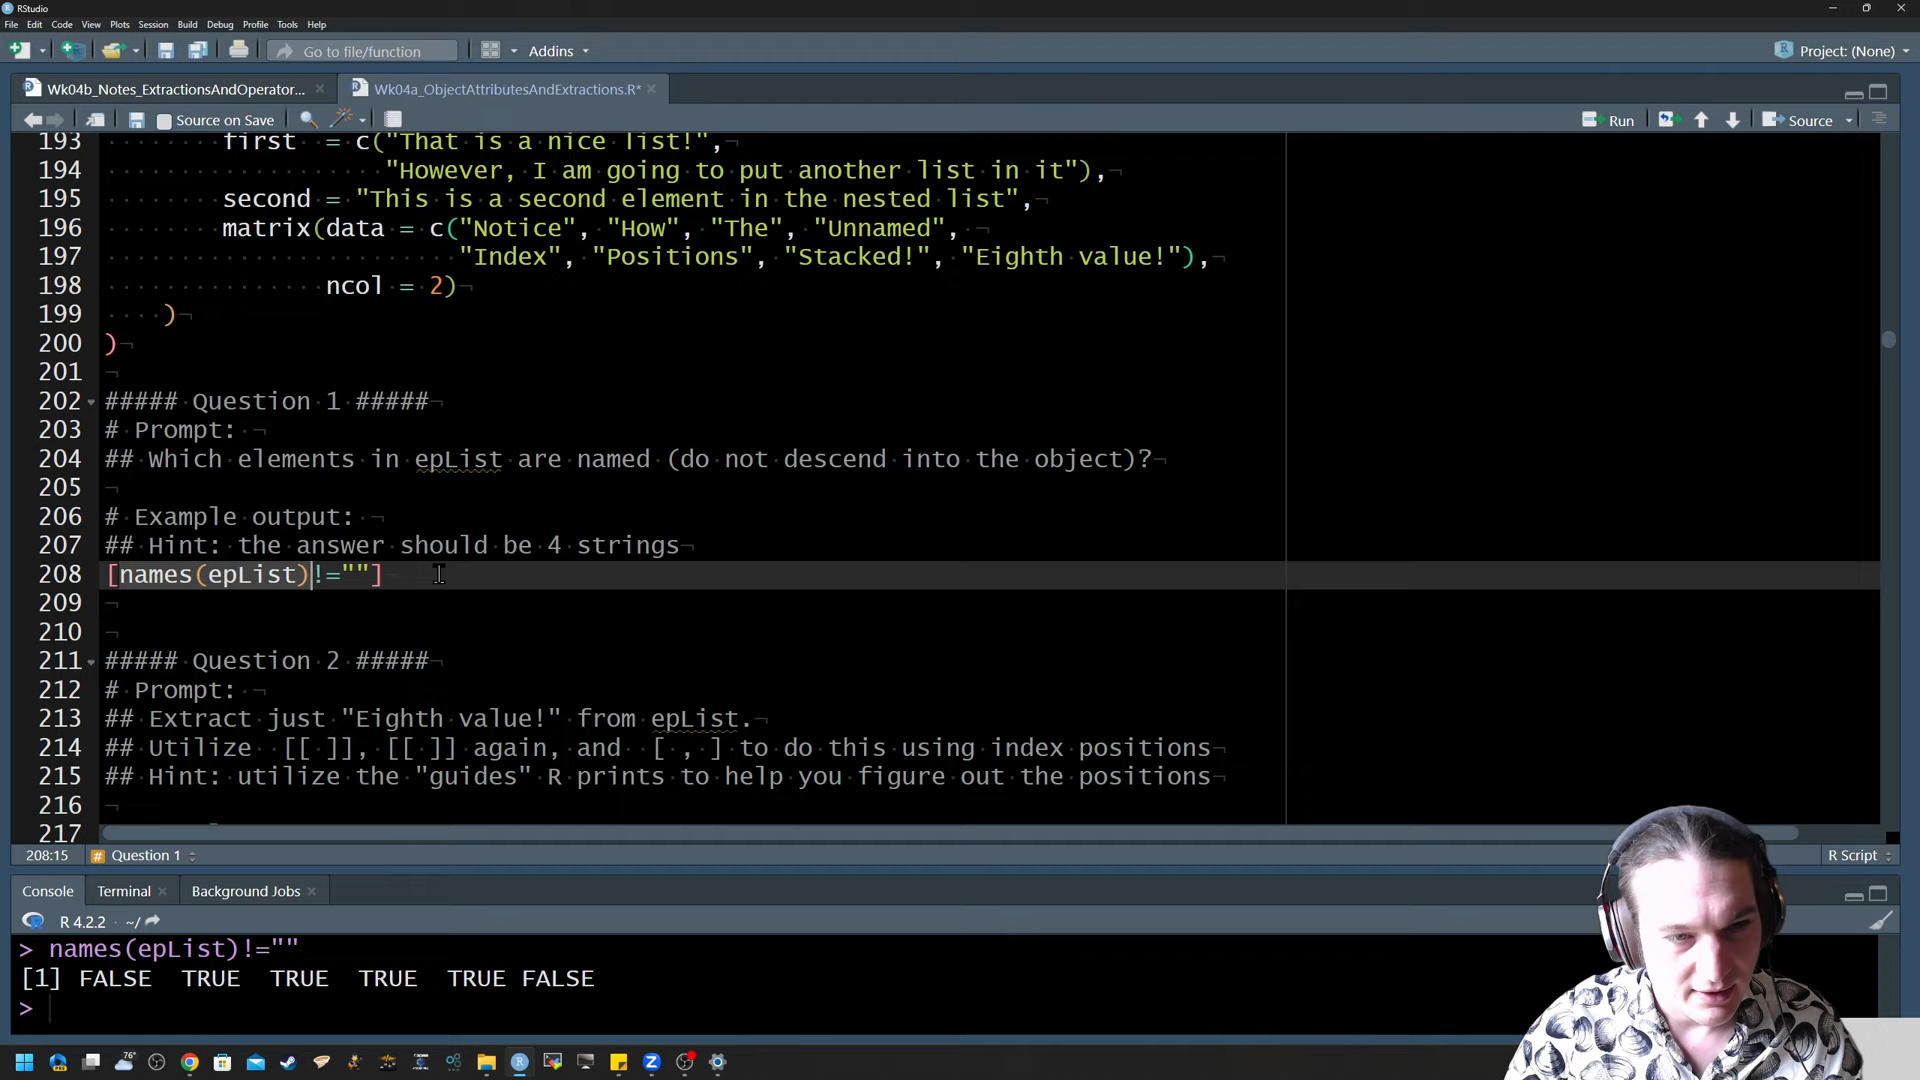 RStudio
File Edit Code View Plots Session Build Debug Profile Tools Help
Go to file/function Addins Project: (None)
Wk04b_Notes_ExtractionsAndOperator... Wk04a_ObjectAttributesAndExtractions.R*
Source on Save Run Source
193 first = c("That is a nice list!",
194 "However, I am going to put another list in it"),
195 second = "This is a second element in the nested list",
196 matrix(data = c("Notice", "How", "The", "Unnamed",
197 "Index", "Positions", "Stacked!", "Eighth value!"),
198 ncol = 2)
199 )
200 )
201
202 ##### Question 1 #####
203 # Prompt:
204 ## Which elements in epList are named (do not descend into the object)?
205
206 # Example output:
207 ## Hint: the answer should be 4 strings
208 [names(epList)!=""]
209
210
211 ##### Question 2 #####
212 # Prompt:
213 ## Extract just "Eighth value!" from epList.
214 ## Utilize [[ ]], [[ ]] again, and [ , ] to do this using index positions
215 ## Hint: utilize the "guides" R prints to help you figure out the positions
216
217
208:15 # Question 1 R Script
Console Terminal Background Jobs
R 4.2.2 · ~/
> names(epList)!=""
[1] FALSE TRUE TRUE TRUE TRUE FALSE
>
76°